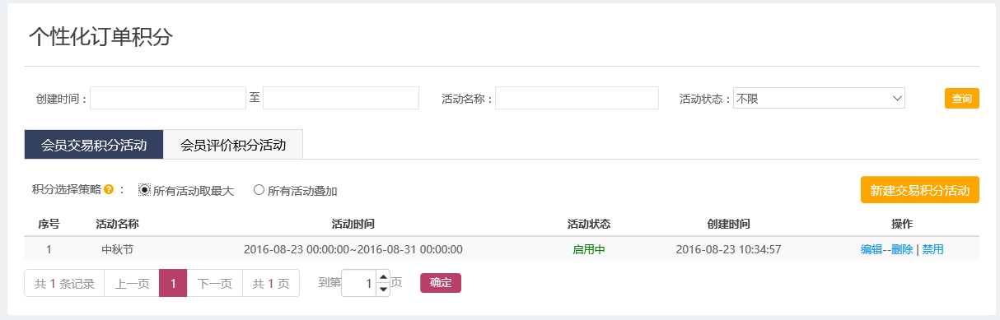 个性化订单积分
创建时间： 至 活动名称： 活动状态： 不限 查询
会员交易积分活动 会员评价积分活动
积分选择策略 ? ： 所有活动取最大 所有活动叠加 新建交易积分活动
序号 活动名称 活动时间 活动状态 创建时间 操作
1 中秋节 2016-08-23 00:00:00~2016-08-31 00:00:00 启用中 2016-08-23 10:34:57 编辑--删除 | 禁用
共 1 条记录 上一页 1 下一页 共 1 页 到第 1 页 确定